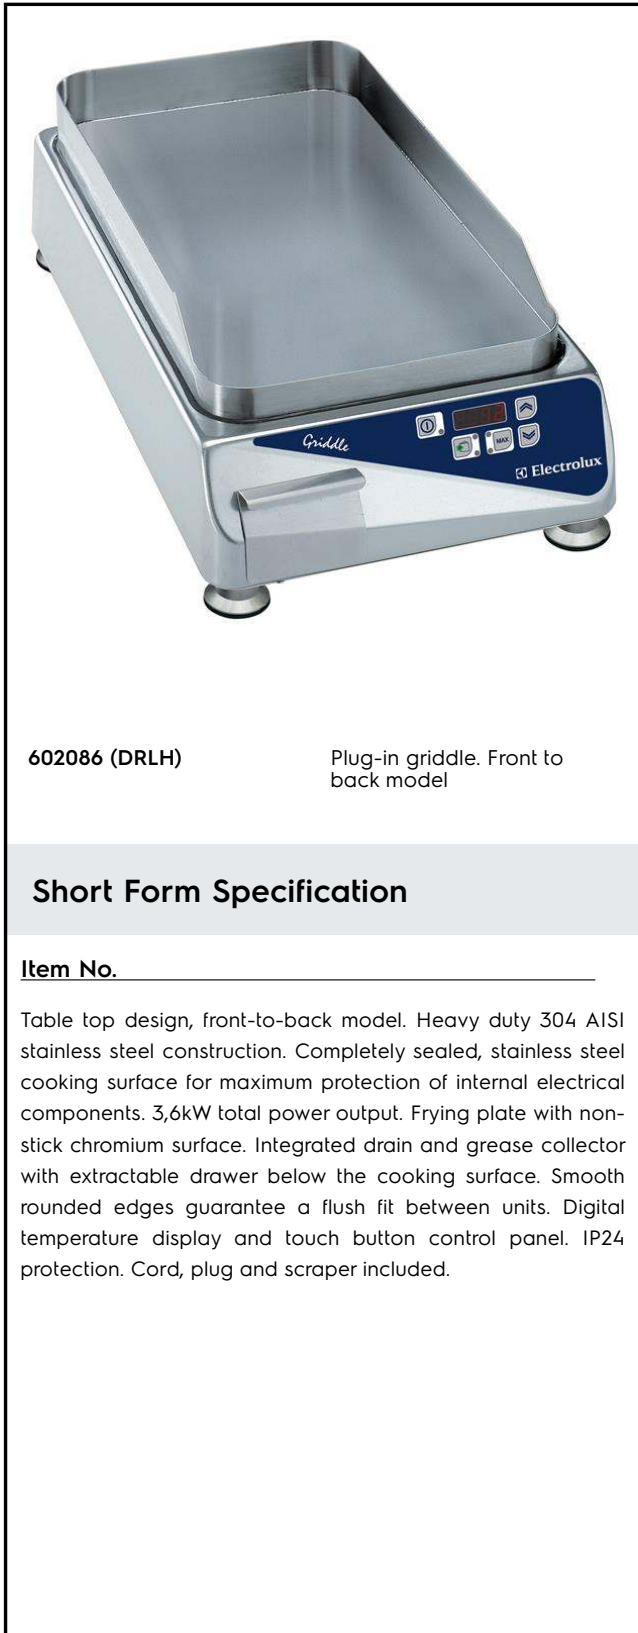 Griddle
MAX
Electrolux
602086 (DRLH)
Plug-in griddle. Front to
back model
Short Form Specification
Item No.
Table top design, front-to-back model. Heavy duty 304 AISI
stainless steel construction. Completely sealed, stainless steel
cooking surface for maximum protection of internal electrical
components. 3,6kW total power output. Frying plate with non-
stick chromium surface. Integrated drain and grease collector
with extractable drawer below the cooking surface. Smooth
rounded edges guarantee a flush fit between units. Digital
temperature display and touch button control panel. IP24
protection. Cord, plug and scraper included.